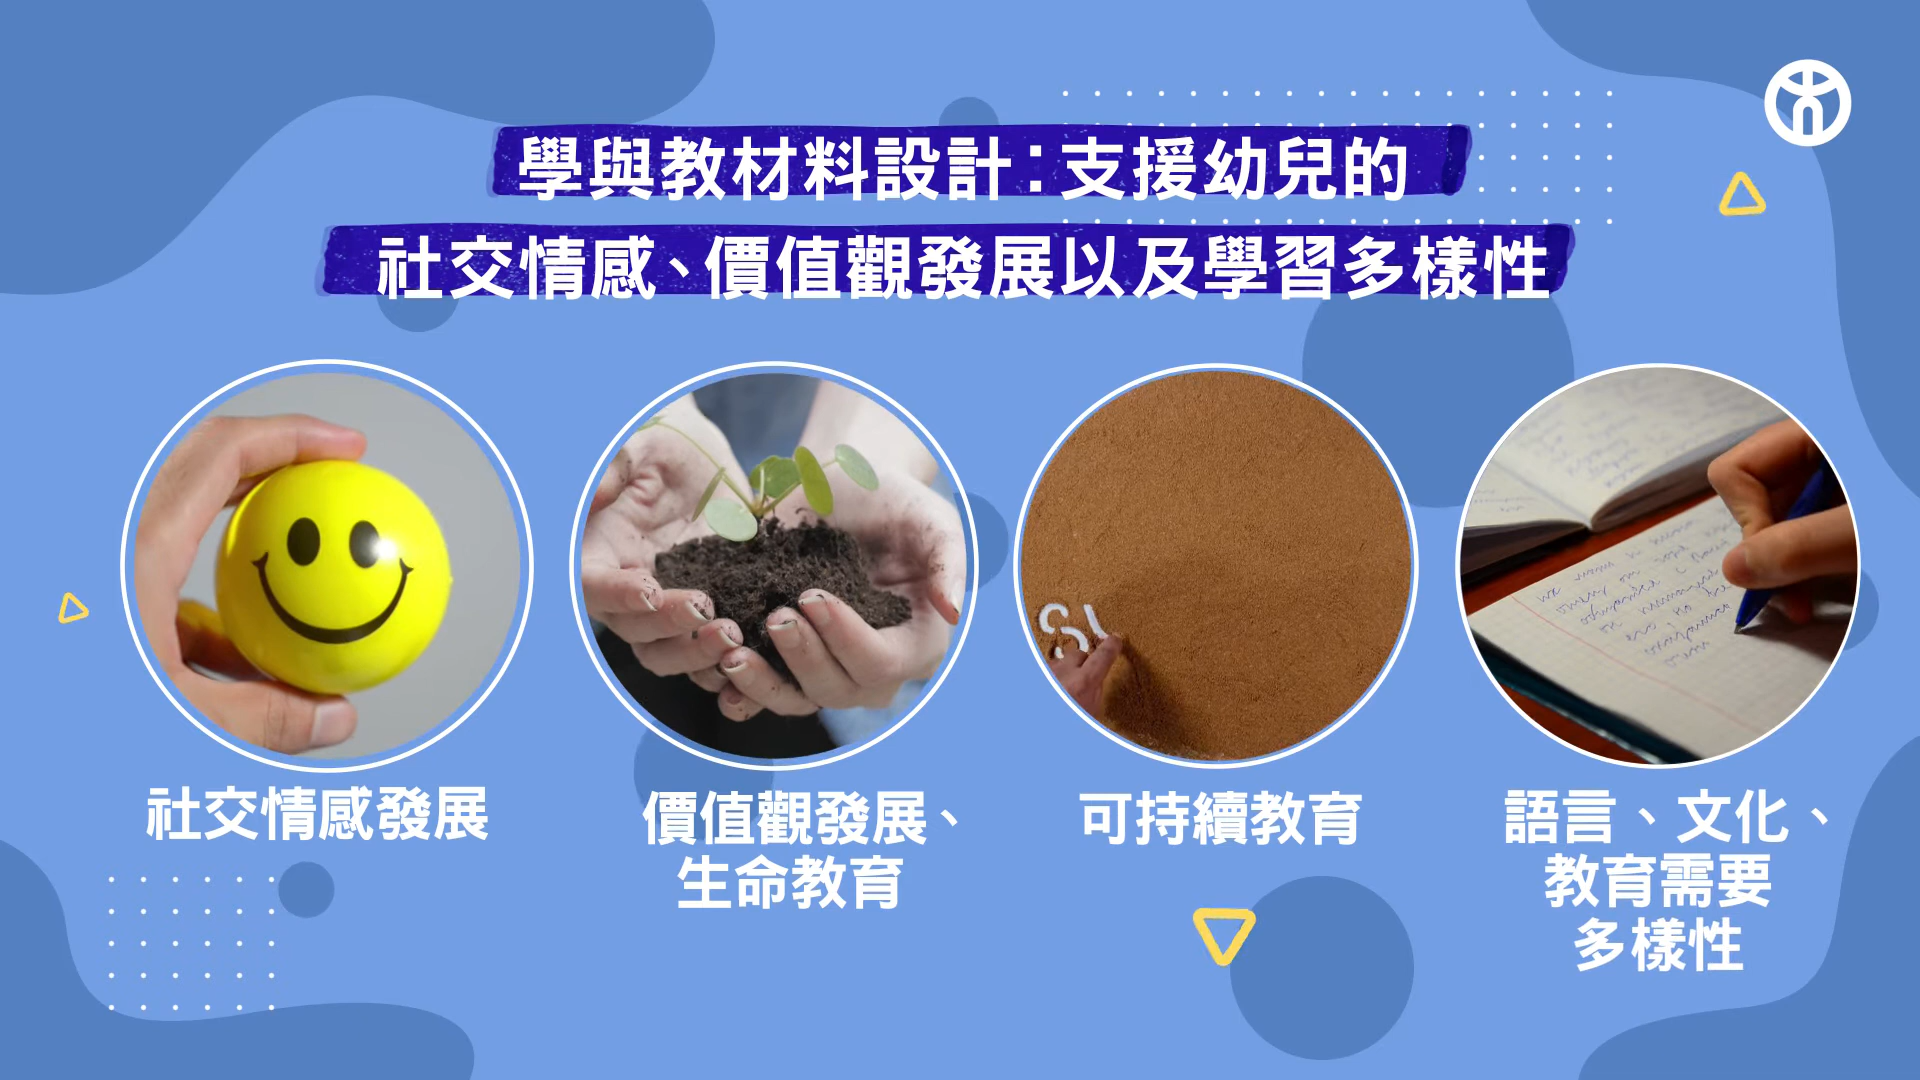 學與教材料設計：支援幼兒的
社交情感、價值觀發展以及學習多樣性
社交情感發展
價值觀發展、
生命教育
SU
可持續教育
語言、文化、
教育需要
多樣性